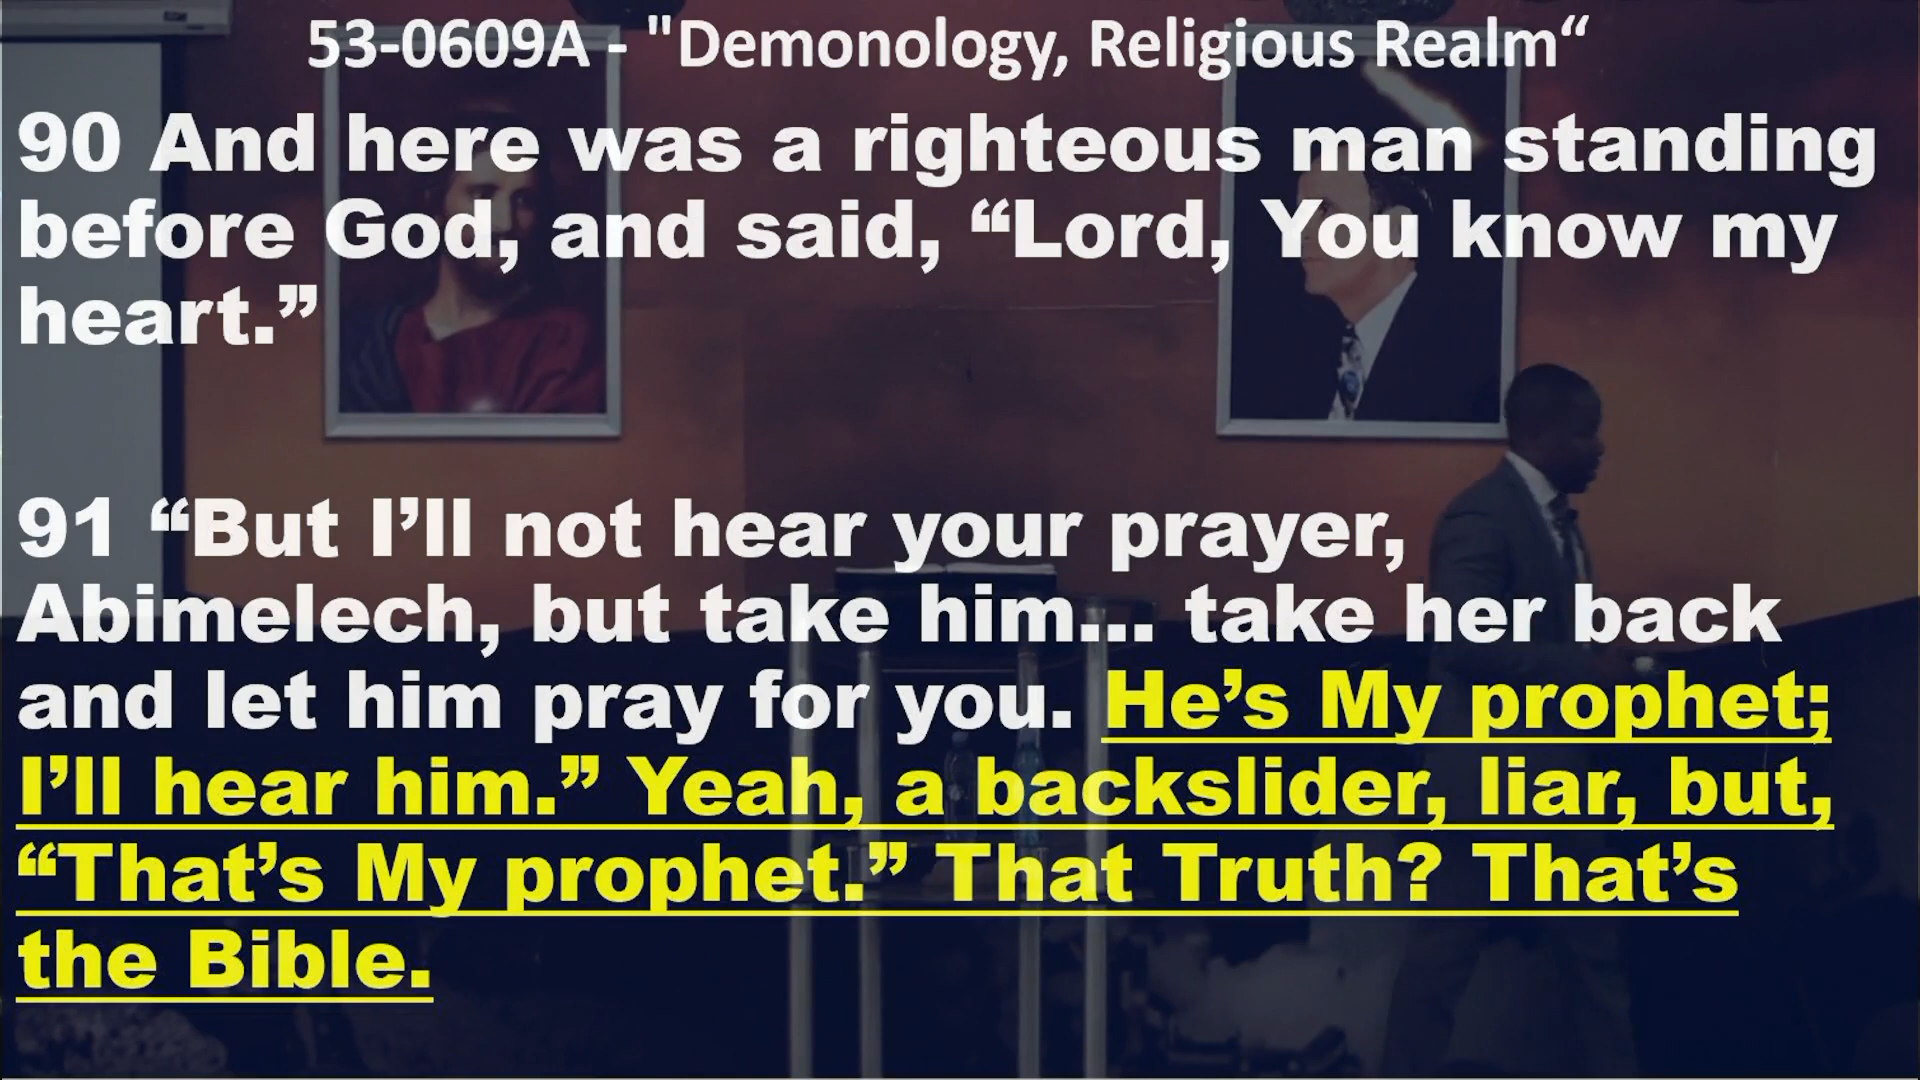 53-0609A - "Demonology, Religious Realm“
90 And here was a righteous man standing
before God, and said, “Lord, You know my
heart.”
91 “But I’ll not hear your prayer,
Abimelech, but take him... take her back
and let him pray for you. He’s My prophet;
I’ll hear him.” Yeah, a backslider, liar, but,
“That’s My prophet.” That Truth? That’s
the Bible.